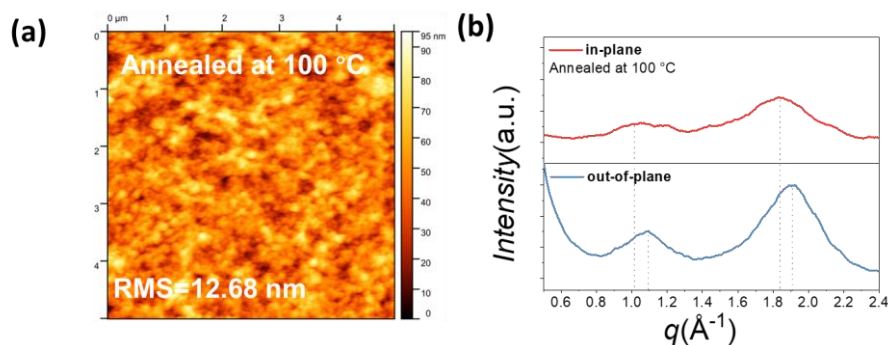 (a)
0 µm 1 2 3 4
0
1
2
3
4
Annealed at 100 °C
RMS=12.68 nm
95 nm
90
80
70
60
50
40
30
20
10
0
(b)
in-plane
Annealed at 100 °C
out-of-plane
Intensity(a.u.)
0.6 0.8 1.0 1.2 1.4 1.6 1.8 2.0 2.2 2.4
q(Å⁻¹)